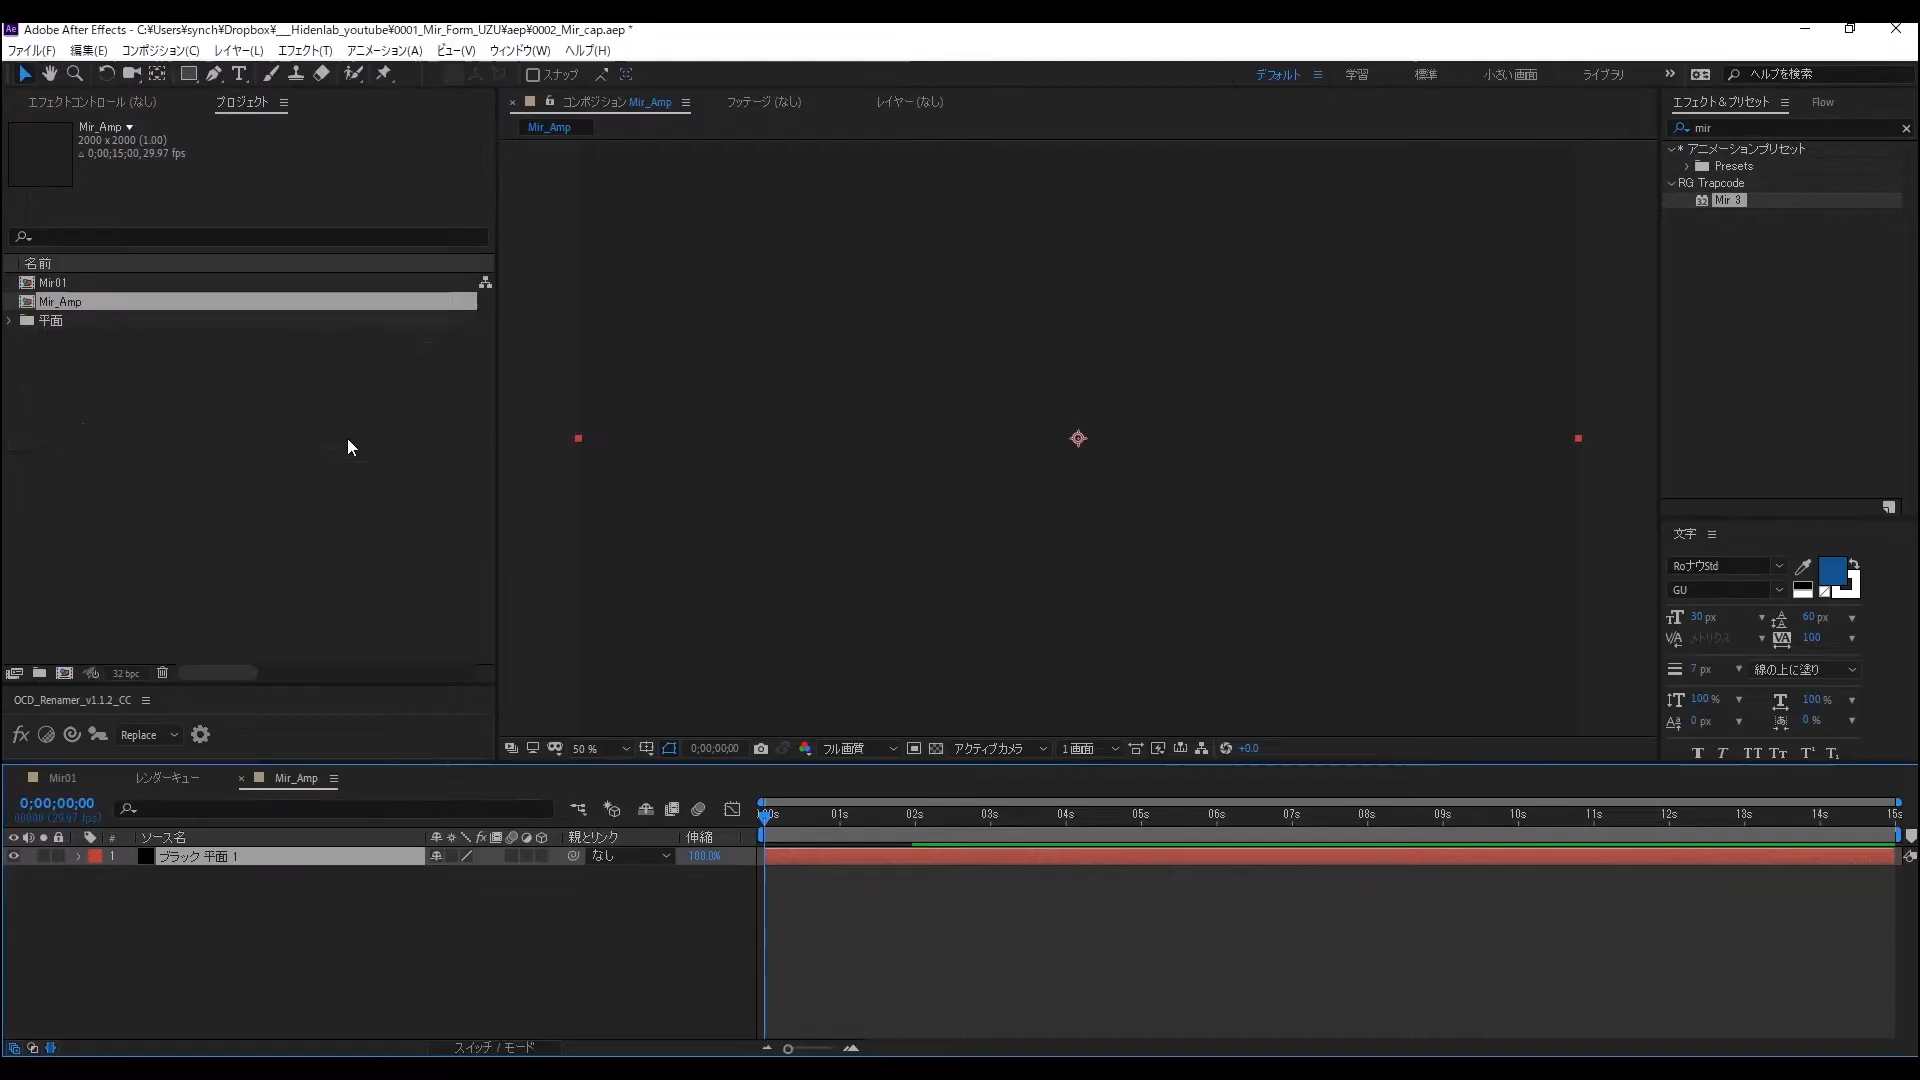 Adobe After Effects - C:¥Users¥synch¥Dropbox¥___Hidenlab_youtube¥0001_Mir_Form_UZU¥aep¥0002_Mir_cap.aep *
ファイル(F) 編集(E) コンポジション(C) レイヤー(L) エフェクト(T) アニメーション(A) ビュー(V) ウィンドウ(W) ヘルプ(H)
スナップ デフォルト 学習 標準 小さい画面 ライブラリ ヘルプを検索
エフェクトコントロール (なし) プロジェクト
Mir_Amp
2000 x 2000 (1.00)
△ 0;00;15;00, 29.97 fps
名前
Mir01
Mir_Amp
平面
32 bpc
OCD_Renamer_v1.1.2_CC
fx Replace
コンポジション Mir_Amp フッテージ (なし) レイヤー (なし)
Mir_Amp
50 % 0;00;00;00 フル画質 アクティブカメラ 1画面 +0.0
エフェクト＆プリセット Flow
mir
* アニメーションプリセット
Presets
RG Trapcode
32 Mir 3
文字
RoナウStd
GU
30 px 60 px
メトリクス 100
7 px 線の上に塗り
100 % 100 %
0 px 0 %
T T TT Tт T¹ T₁
Mir01 レンダーキュー Mir_Amp
0;00;00;00
00000 (29.97 fps)
# ソース名 fx 親とリンク 伸縮
1 ブラック 平面 1 なし 100.0%
01s 02s 03s 04s 05s 06s 07s 08s 09s 10s 11s 12s 13s 14s 15s
スイッチ / モード